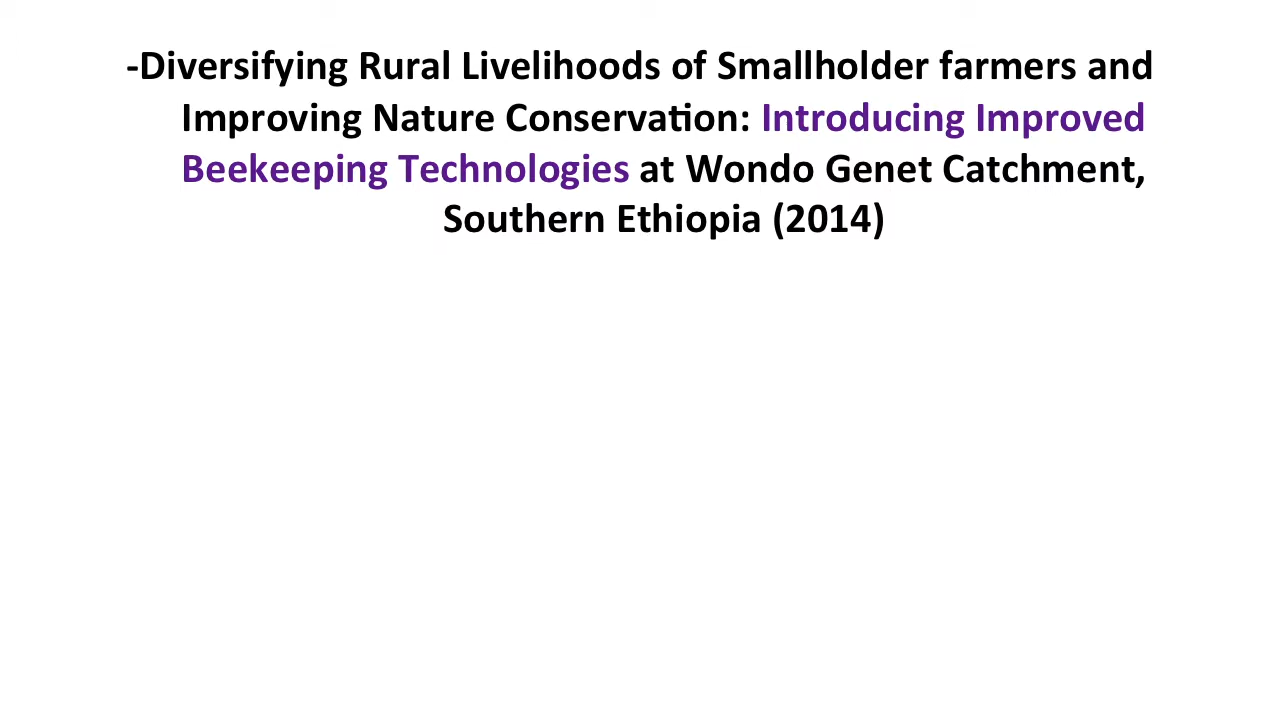 -Diversifying Rural Livelihoods of Smallholder farmers and
Improving Nature Conservation: Introducing Improved
Beekeeping Technologies at Wondo Genet Catchment,
Southern Ethiopia (2014)